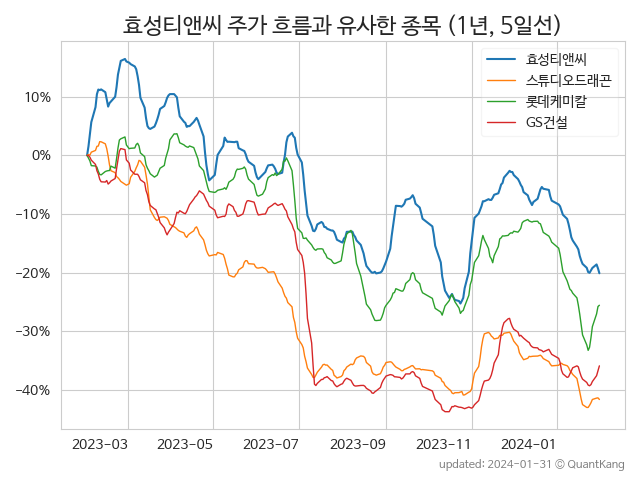 효성티앤씨 주가 흐름과 유사한 종목 (1년, 5일선)
효성티앤씨
스튜디오드래곤
롯데케미칼
GS건설
10%
0%
−10%
−20%
−30%
−40%
2023-03 2023-05 2023-07 2023-09 2023-11 2024-01
updated: 2024-01-31 © QuantKang